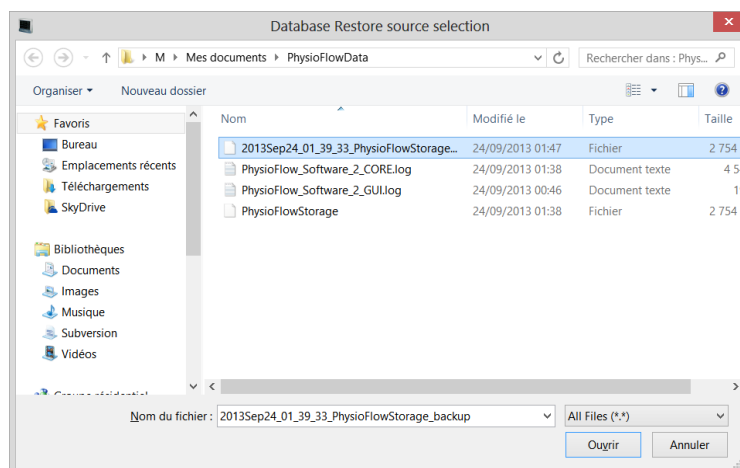 Database Restore source selection
M Mes documents PhysioFlowData
Rechercher dans : Phys...
Organiser Nouveau dossier
Nom Modifié le Type Taille
Favoris
Bureau
Emplacements récents
Téléchargements
SkyDrive
Bibliothèques
Documents
Images
Musique
Subversion
Vidéos
2013Sep24_01_39_33_PhysioFlowStorage... 24/09/2013 01:47 Fichier 2 754
PhysioFlow_Software_2_CORE.log 24/09/2013 01:38 Document texte 4 5
PhysioFlow_Software_2_GUI.log 24/09/2013 00:46 Document texte 1
PhysioFlowStorage 24/09/2013 01:38 Fichier 2 754
Nom du fichier : 2013Sep24_01_39_33_PhysioFlowStorage_backup All Files (*.*)
Ouvrir Annuler